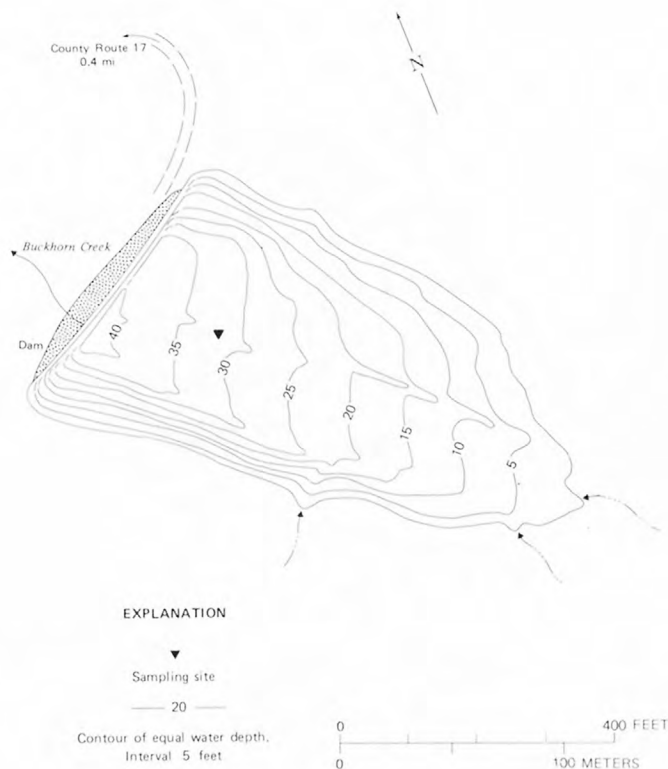 County Route 17
0.4 mi
N
Buckhorn Creek
Dam
40
35
30
25
20
15
10
5
EXPLANATION
Sampling site
20
Contour of equal water depth,
Interval 5 feet
0 400 FEET
0 100 METERS